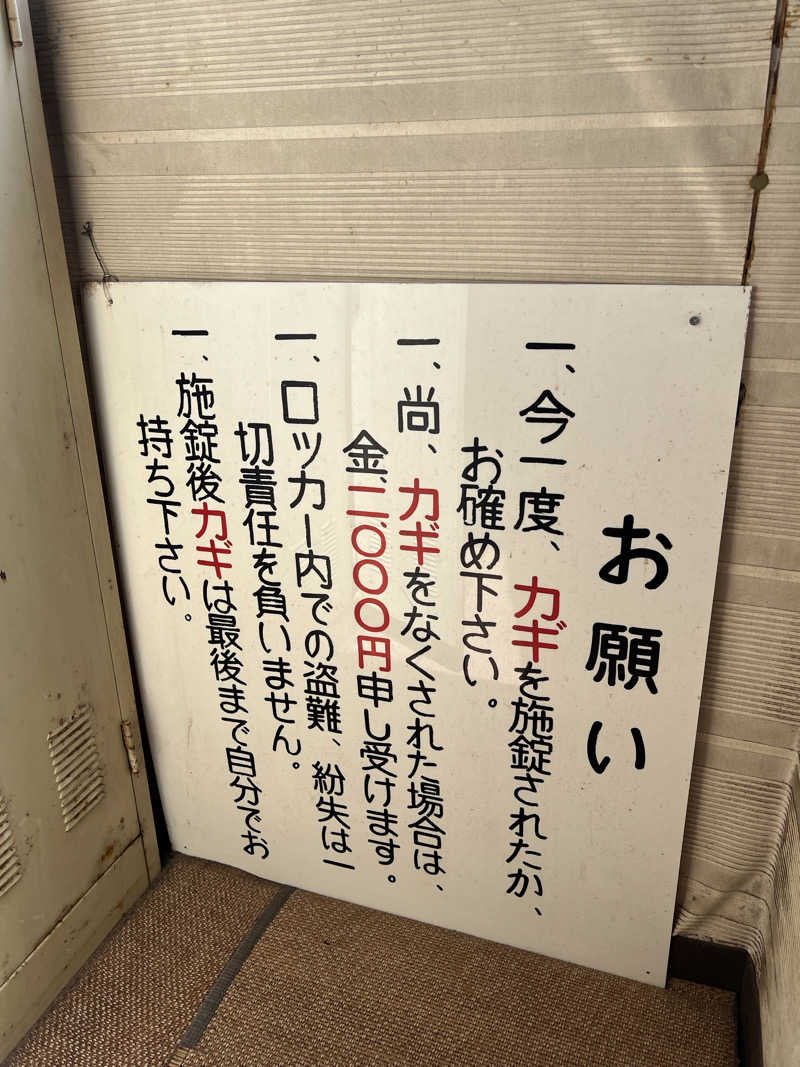 お願い
一、今一度、カギを施錠されたか、
お確め下さい。
一、尚、カギをなくされた場合は、
金、二、〇〇〇円申し受けます。
一、ロッカー内での盗難、紛失は一
切責任を負いません。
一、施錠後カギは最後まで自分でお
持ち下さい。